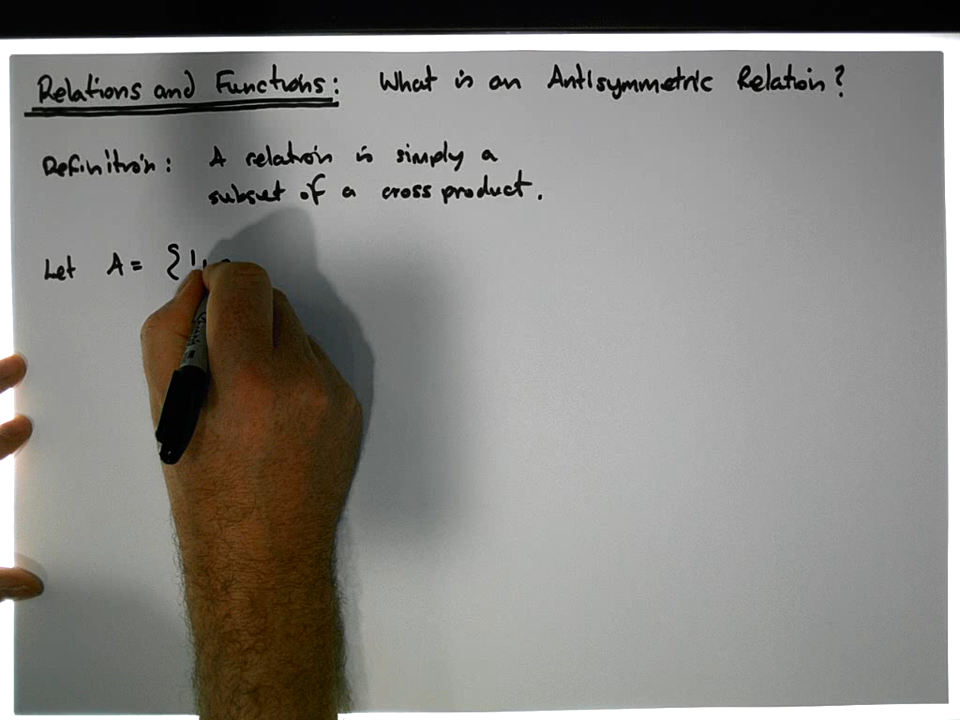 Relations and Functions: What is an Antisymmetric Relation?
Definition: A relation is simply a
subset of a cross product.
Let A = {1,